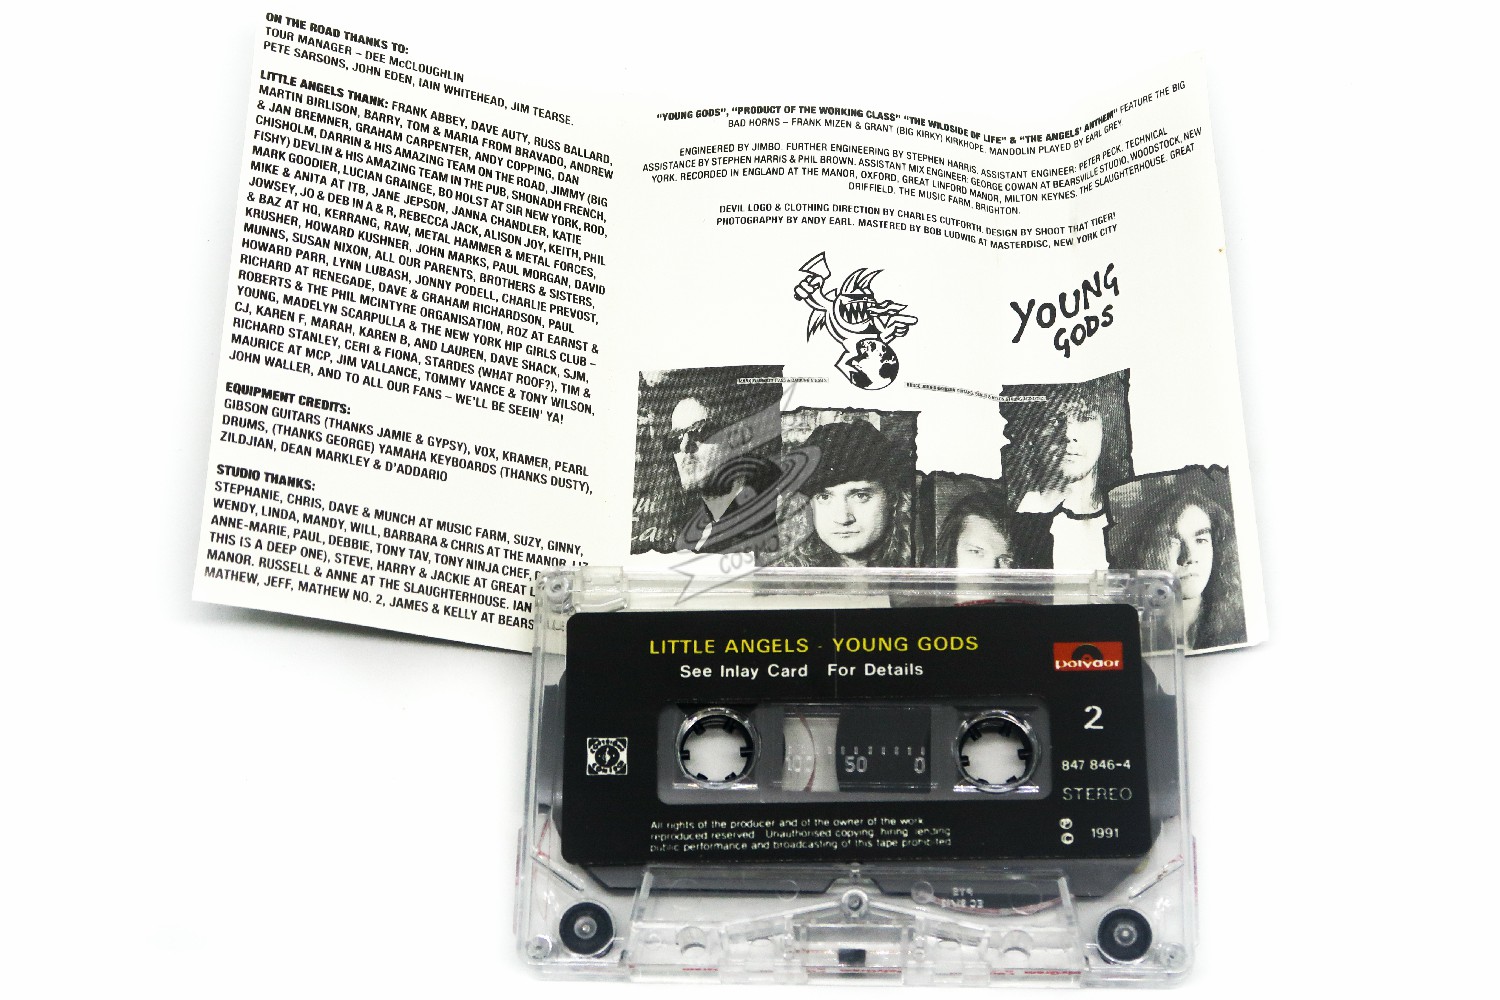 ON THE ROAD THANKS TO:
TOUR MANAGER – DEE McCLOUGHLIN
PETE SARSONS, JOHN EDEN, IAIN WHITEHEAD, JIM TEARSE.
LITTLE ANGELS THANK: FRANK ABBEY, DAVE AUTY, RUSS BALLARD,
MARTIN BIRLISON, BARRY, TOM & MARIA FROM BRAVADO, ANDREW
& JAN BREMNER, GRAHAM CARPENTER, ANDY COPPING, DAN
CHISHOLM, DARRIN & HIS AMAZING TEAM ON THE ROAD, JIMMY (BIG
FISHY) DEVLIN & HIS AMAZING TEAM IN THE PUB, SHONADH FRENCH,
MARK GOODIER, LUCIAN GRAINGE, BO HOLST AT SIR NEW YORK, ROD,
MIKE & ANITA AT ITB, JANE JEPSON, JANNA CHANDLER, KATIE
JOWSEY, JO & DEB IN A & R, REBECCA JACK, ALISON JOY, KEITH, PHIL
& BAZ AT HQ, KERRANG, RAW, METAL HAMMER & METAL FORCES,
KRUSHER, HOWARD KUSHNER, JOHN MARKS, PAUL MORGAN, DAVID
MUNNS, SUSAN NIXON, ALL OUR PARENTS, BROTHERS & SISTERS,
HOWARD PARR, LYNN LUBASH, JONNY PODELL, CHARLIE PREVOST,
RICHARD AT RENEGADE, DAVE & GRAHAM RICHARDSON, PAUL
ROBERTS & THE PHIL MCINTYRE ORGANISATION, ROZ AT EARNST &
YOUNG, MADELYN SCARPULLA & THE NEW YORK HIP GIRLS CLUB –
CJ, KAREN F, MARAH, KAREN B, AND LAUREN, DAVE SHACK, SJM,
RICHARD STANLEY, CERI & FIONA, STARDES (WHAT ROOF?), TIM &
MAURICE AT MCP, JIM VALLANCE, TOMMY VANCE & TONY WILSON,
JOHN WALLER, AND TO ALL OUR FANS – WE'LL BE SEEIN' YA!
EQUIPMENT CREDITS:
GIBSON GUITARS (THANKS JAMIE & GYPSY), VOX, KRAMER, PEARL
DRUMS, (THANKS GEORGE) YAMAHA KEYBOARDS (THANKS DUSTY),
ZILDJIAN, DEAN MARKLEY & D'ADDARIO
STUDIO THANKS:
STEPHANIE, CHRIS, DAVE & MUNCH AT MUSIC FARM, SUZY, GINNY,
WENDY, LINDA, MANDY, WILL, BARBARA & CHRIS AT THE MANOR,
ANNE-MARIE, PAUL, DEBBIE, TONY TAV, TONY NINJA CHEF,
THIS IS A DEEP ONE), STEVE, HARRY & JACKIE AT GREAT
MANOR. RUSSELL & ANNE AT THE SLAUGHTERHOUSE. IAN
MATHEW, JEFF, MATHEW NO. 2, JAMES & KELLY AT BEARS
"YOUNG GODS", "PRODUCT OF THE WORKING CLASS" "THE WILDSIDE OF LIFE" & "THE ANGELS' ANTHEM" FEATURE THE BIG
BAD HORNS – FRANK MIZEN & GRANT (BIG KIRKY) KIRKHOPE. MANDOLIN PLAYED BY EARL GREY
ENGINEERED BY JIMBO. FURTHER ENGINEERING BY STEPHEN HARRIS. ASSISTANT ENGINEER: PETER PECK. TECHNICAL
ASSISTANCE BY STEPHEN HARRIS & PHIL BROWN. ASSISTANT MIX ENGINEER: GEORGE COWAN AT BEARSVILLE STUDIO, WOODSTOCK, NEW
YORK. RECORDED IN ENGLAND AT THE MANOR, OXFORD. GREAT LINFORD MANOR, MILTON KEYNES. THE SLAUGHTERHOUSE. GREAT
DRIFFIELD. THE MUSIC FARM. BRIGHTON.
DEVIL LOGO & CLOTHING DIRECTION BY CHARLES CUTFORTH. DESIGN BY SHOOT THAT TIGER!
PHOTOGRAPHY BY ANDY EARL. MASTERED BY BOB LUDWIG AT MASTERDISC, NEW YORK CITY
YOUNG
GODS
CD
COSMOS
LITTLE ANGELS - YOUNG GODS
See Inlay Card For Details
polydor
2
847 846-4
STEREO
100 50 0
All rights of the producer and of the owner of the work
reproduced reserved Unauthorised copying hiring lending
public performance and broadcasting of this tape prohibited
℗
© 1991